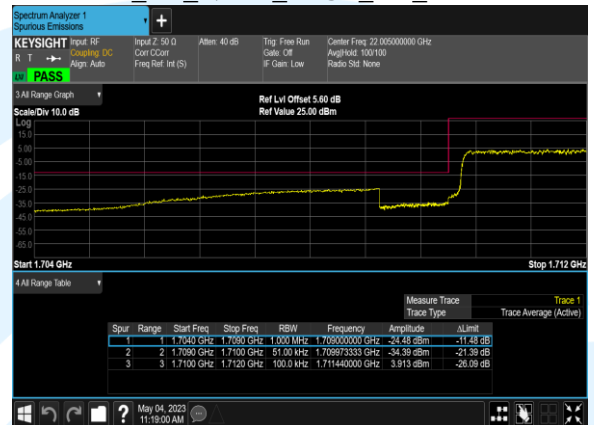 Spectrum Analyzer 1
Spurious Emissions
+
KEYSIGHT Input: RF Input Z: 50 Ω Atten: 40 dB Trig: Free Run Center Freq: 22.005000000 GHz
R T Coupling: DC Corr CCorr Gate: Off Avg|Hold: 100/100
Align: Auto Freq Ref: Int (S) IF Gain: Low Radio Std: None
LV PASS
3 All Range Graph
Ref Lvl Offset 5.60 dB
Scale/Div 10.0 dB Ref Value 25.00 dBm
Log
15.0
5.00
-5.00
-15.0
-25.0
-35.0
-45.0
-55.0
-65.0
Start 1.704 GHz Stop 1.712 GHz
4 All Range Table
Measure Trace Trace 1
Trace Type Trace Average (Active)
Spur Range Start Freq Stop Freq RBW Frequency Amplitude ΔLimit
1 1 1.7040 GHz 1.7090 GHz 1.000 MHz 1.709000000 GHz -24.48 dBm -11.48 dB
2 2 1.7090 GHz 1.7100 GHz 51.00 kHz 1.709973333 GHz -34.39 dBm -21.39 dB
3 3 1.7100 GHz 1.7120 GHz 100.0 kHz 1.711440000 GHz 3.913 dBm -26.09 dB
?
May 04, 2023
11:19:00 AM